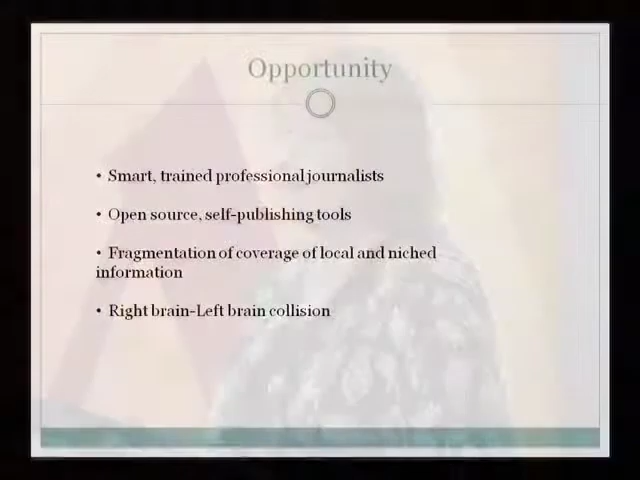 Opportunity
• Smart, trained professional journalists
• Open source, self-publishing tools
• Fragmentation of coverage of local and niched
information
• Right brain-Left brain collision